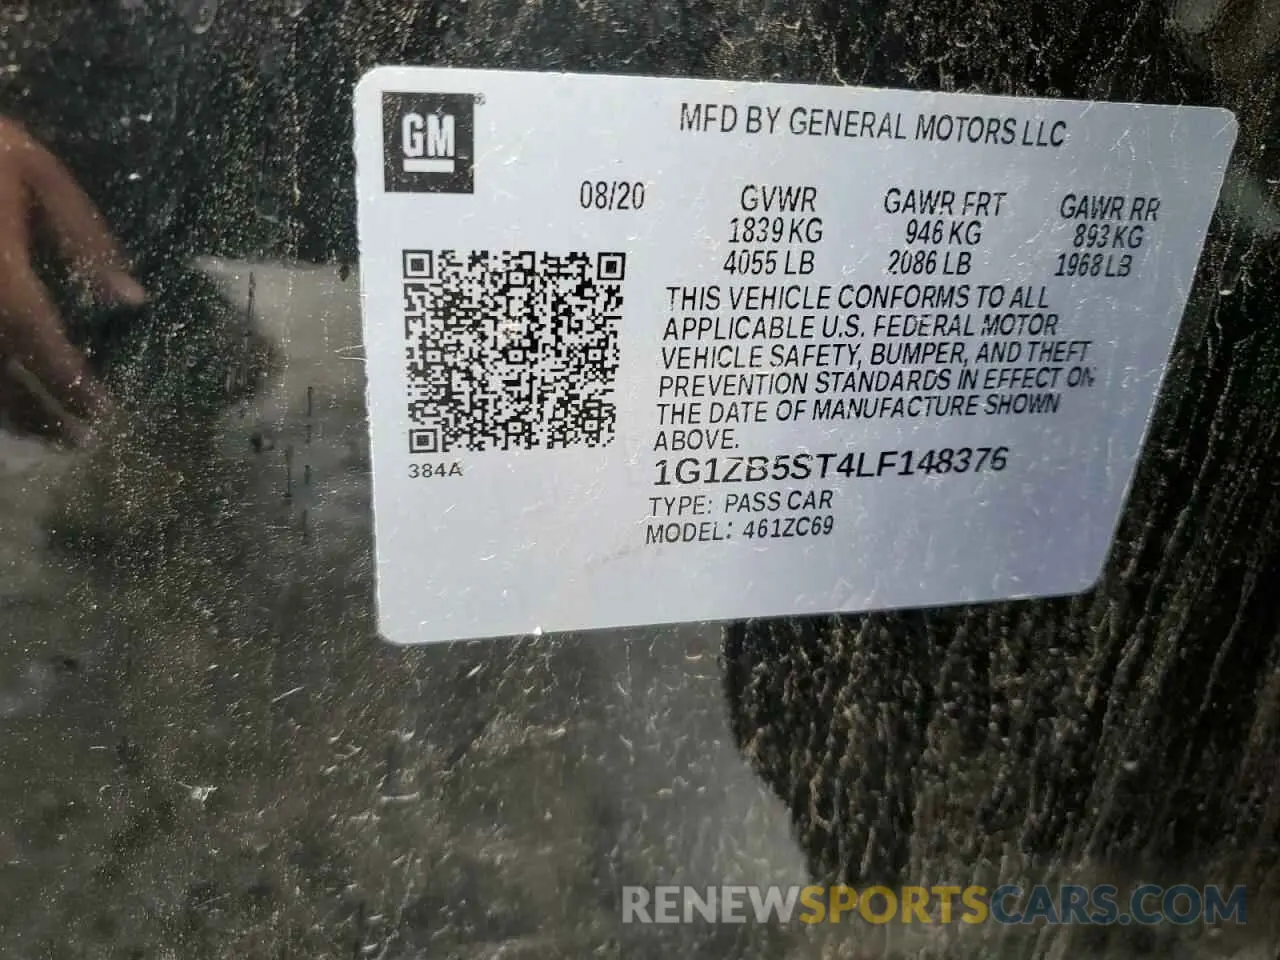 GM®
MFD BY GENERAL MOTORS LLC
08/20 GVWR GAWR FRT GAWR RR
1839 KG 946 KG 893 KG
4055 LB 2086 LB 1968 LB
THIS VEHICLE CONFORMS TO ALL
APPLICABLE U.S. FEDERAL MOTOR
VEHICLE SAFETY, BUMPER, AND THEFT
PREVENTION STANDARDS IN EFFECT ON
THE DATE OF MANUFACTURE SHOWN
ABOVE.
384A
1G1ZB5ST4LF148376
TYPE: PASS CAR
MODEL: 461ZC69
RENEWSPORTSCARS.COM